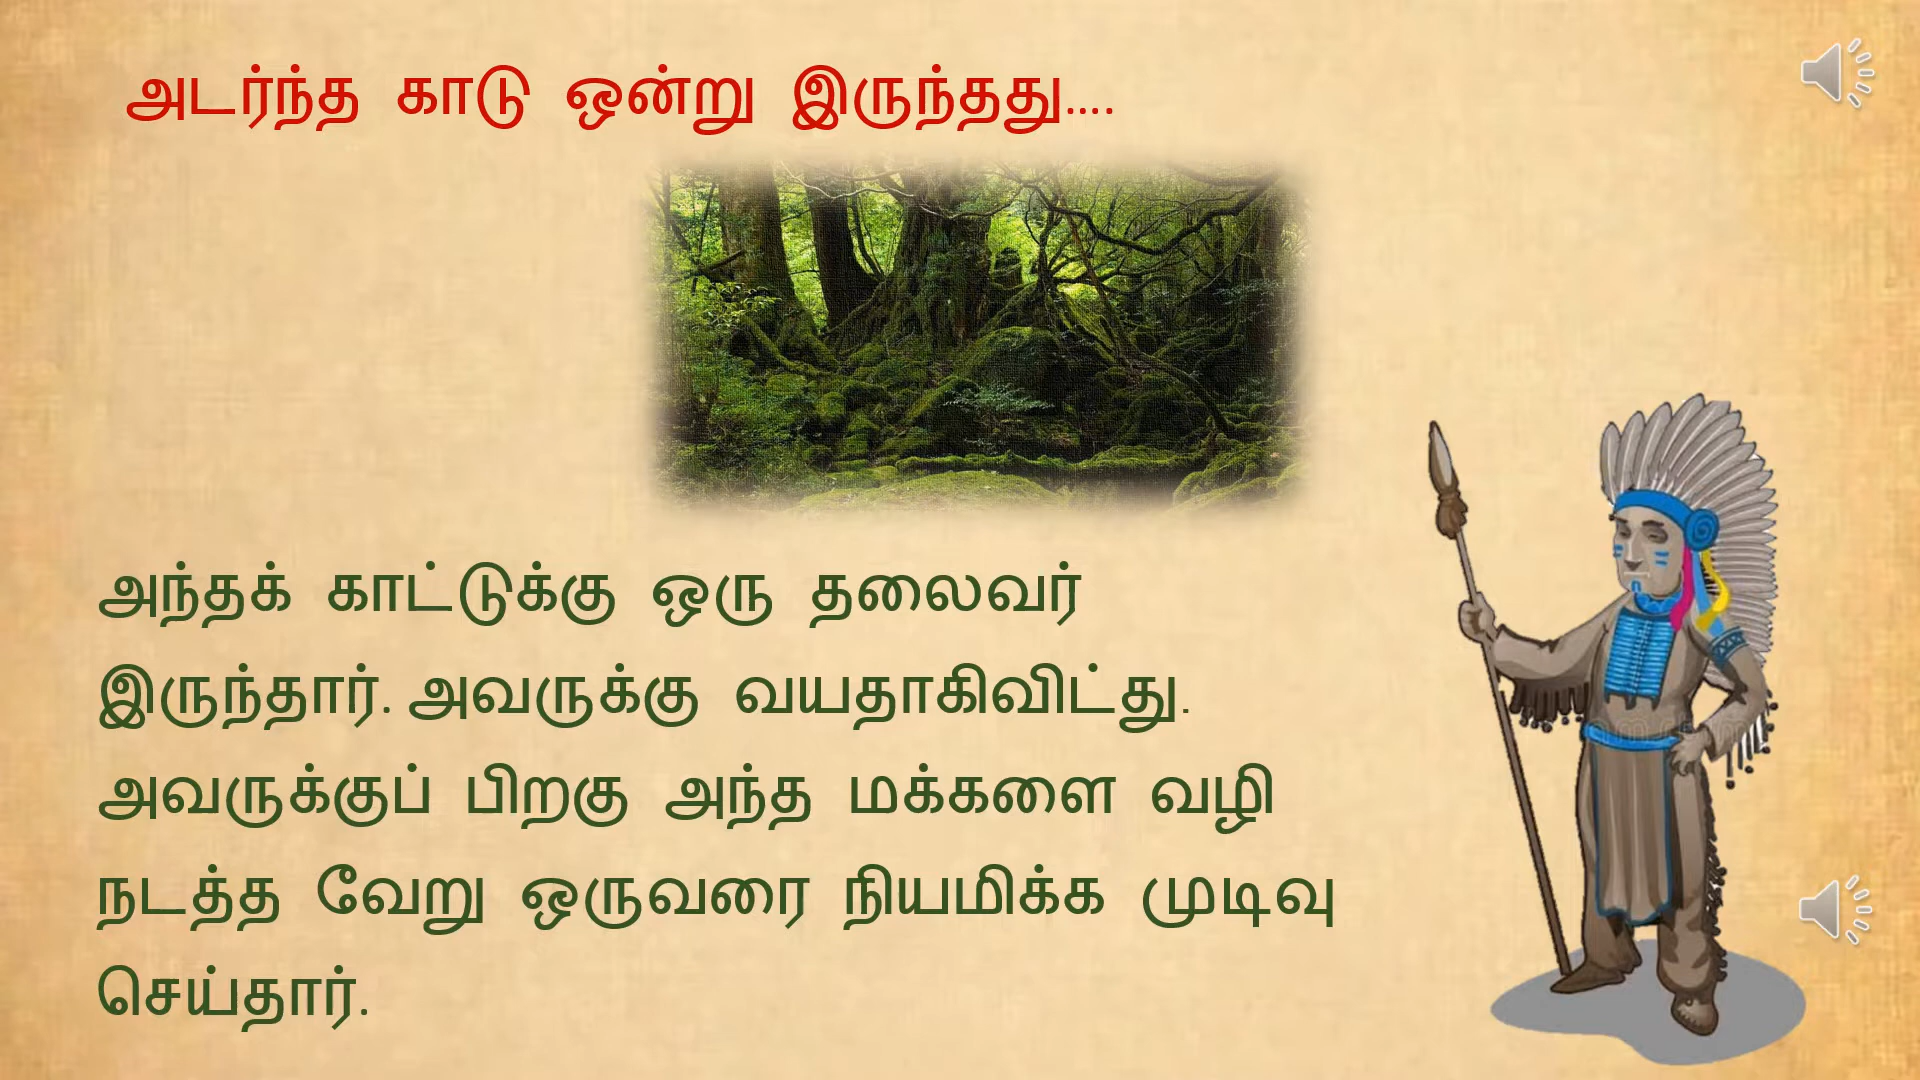 அடர்ந்த காடு ஒன்று இருந்தது....
அந்தக் காட்டுக்கு ஒரு தலைவர்
இருந்தார். அவருக்கு வயதாகிவிட்து.
அவருக்குப் பிறகு அந்த மக்களை வழி
நடத்த வேறு ஒருவரை நியமிக்க முடிவு
செய்தார்.